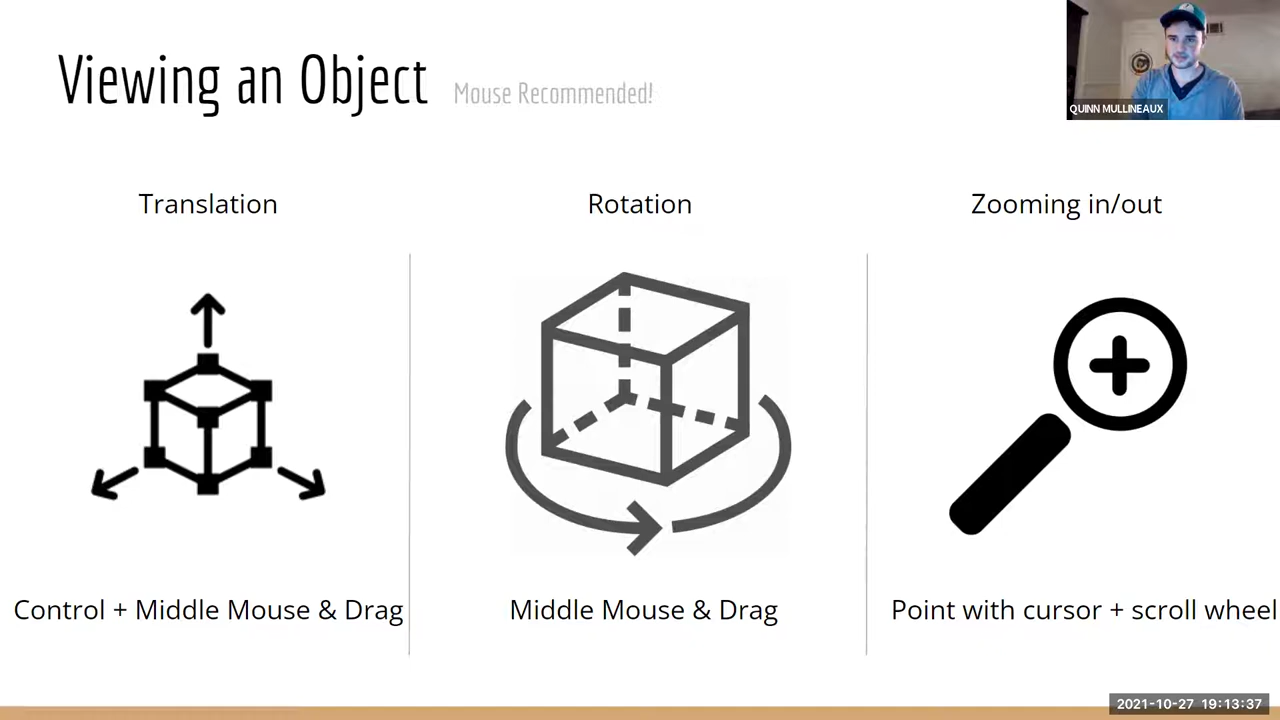 Viewing an Object Mouse Recommended!
QUINN MULLINEAUX
Translation
Rotation
Zooming in/out
Control + Middle Mouse & Drag
Middle Mouse & Drag
Point with cursor + scroll wheel
2021-10-27 19:13:37